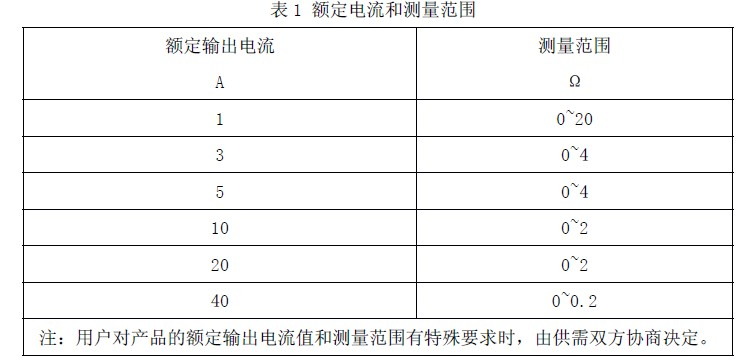 表1 额定电流和测量范围
额定输出电流 测量范围
A Ω
1 0~20
3 0~4
5 0~4
10 0~2
20 0~2
40 0~0.2
注：用户对产品的额定输出电流值和测量范围有特殊要求时，由供需双方协商决定。